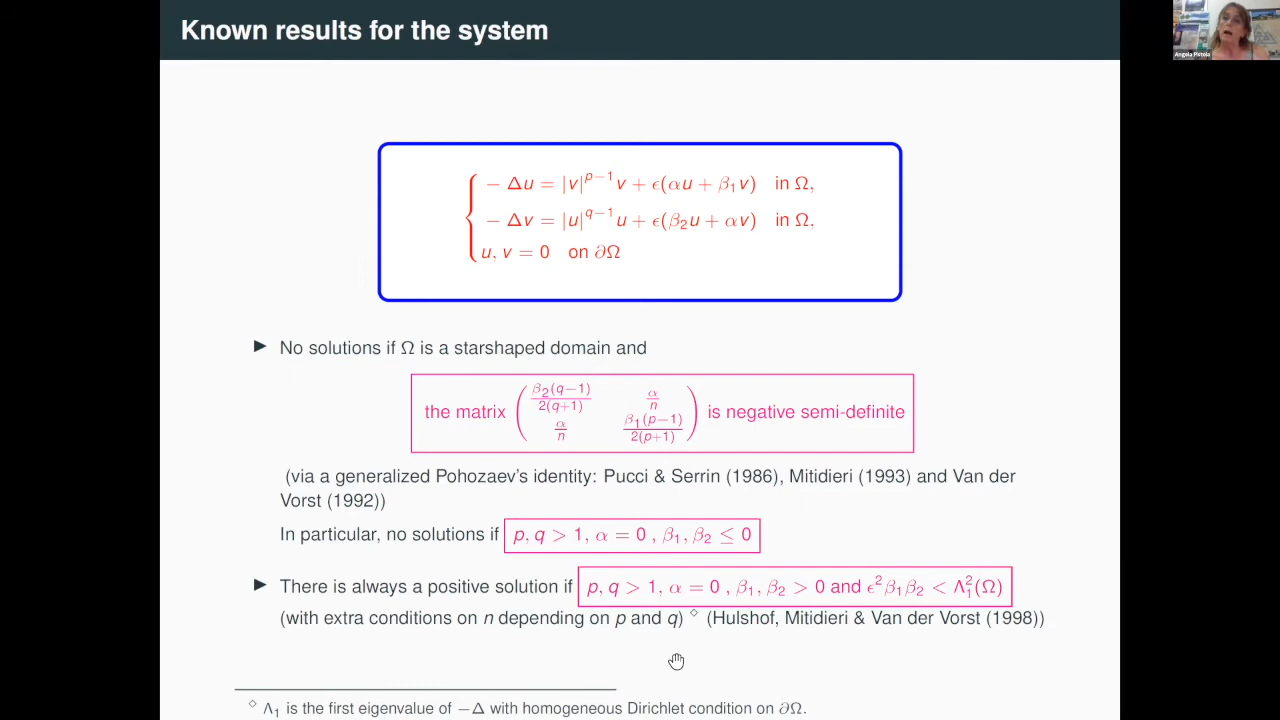 Known results for the system
Angela Pistoia
− Δu = |v|^{p−1} v + ϵ(αu + β₁v) in Ω,
− Δv = |u|^{q−1} u + ϵ(β₂u + αv) in Ω,
u, v = 0 on ∂Ω
▶ No solutions if Ω is a starshaped domain and
the matrix ( β₂(q−1)/2(q+1) α/n ; α/n β₁(p−1)/2(p+1) ) is negative semi-definite
(via a generalized Pohozaev's identity: Pucci & Serrin (1986), Mitidieri (1993) and Van der
Vorst (1992))
In particular, no solutions if p, q > 1, α = 0 , β₁, β₂ ≤ 0
▶ There is always a positive solution if p, q > 1, α = 0 , β₁, β₂ > 0 and ϵ²β₁β₂ < Λ₁²(Ω)
(with extra conditions on n depending on p and q) ◇ (Hulshof, Mitidieri & Van der Vorst (1998))
◇ Λ₁ is the first eigenvalue of −Δ with homogeneous Dirichlet condition on ∂Ω.